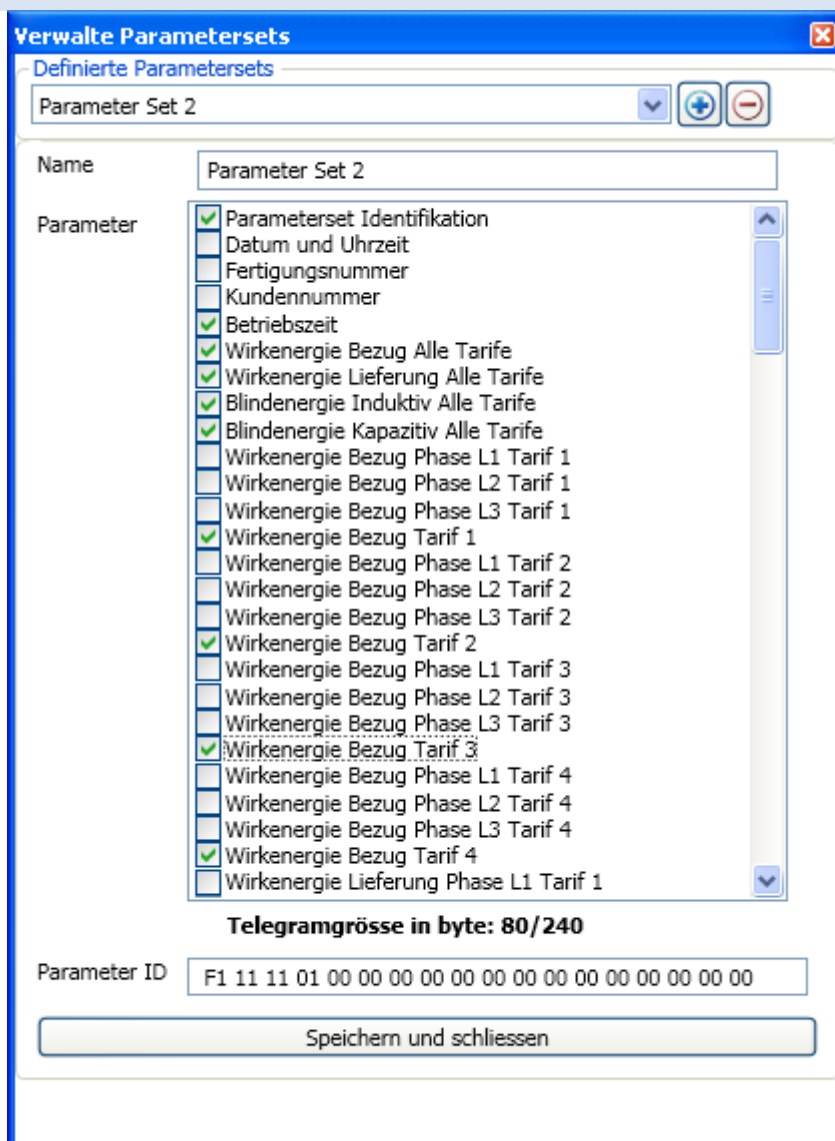 Verwalte Parametersets
Definierte Parametersets
Parameter Set 2
Name
Parameter Set 2
Parameter
Parameterset Identifikation
Datum und Uhrzeit
Fertigungsnummer
Kundennummer
Betriebszeit
Wirkenergie Bezug Alle Tarife
Wirkenergie Lieferung Alle Tarife
Blindenergie Induktiv Alle Tarife
Blindenergie Kapazitiv Alle Tarife
Wirkenergie Bezug Phase L1 Tarif 1
Wirkenergie Bezug Phase L2 Tarif 1
Wirkenergie Bezug Phase L3 Tarif 1
Wirkenergie Bezug Tarif 1
Wirkenergie Bezug Phase L1 Tarif 2
Wirkenergie Bezug Phase L2 Tarif 2
Wirkenergie Bezug Phase L3 Tarif 2
Wirkenergie Bezug Tarif 2
Wirkenergie Bezug Phase L1 Tarif 3
Wirkenergie Bezug Phase L2 Tarif 3
Wirkenergie Bezug Phase L3 Tarif 3
Wirkenergie Bezug Tarif 3
Wirkenergie Bezug Phase L1 Tarif 4
Wirkenergie Bezug Phase L2 Tarif 4
Wirkenergie Bezug Phase L3 Tarif 4
Wirkenergie Bezug Tarif 4
Wirkenergie Lieferung Phase L1 Tarif 1
Telegramgrösse in byte: 80/240
Parameter ID
F1 11 11 01 00 00 00 00 00 00 00 00 00 00 00 00 00 00
Speichern und schliessen